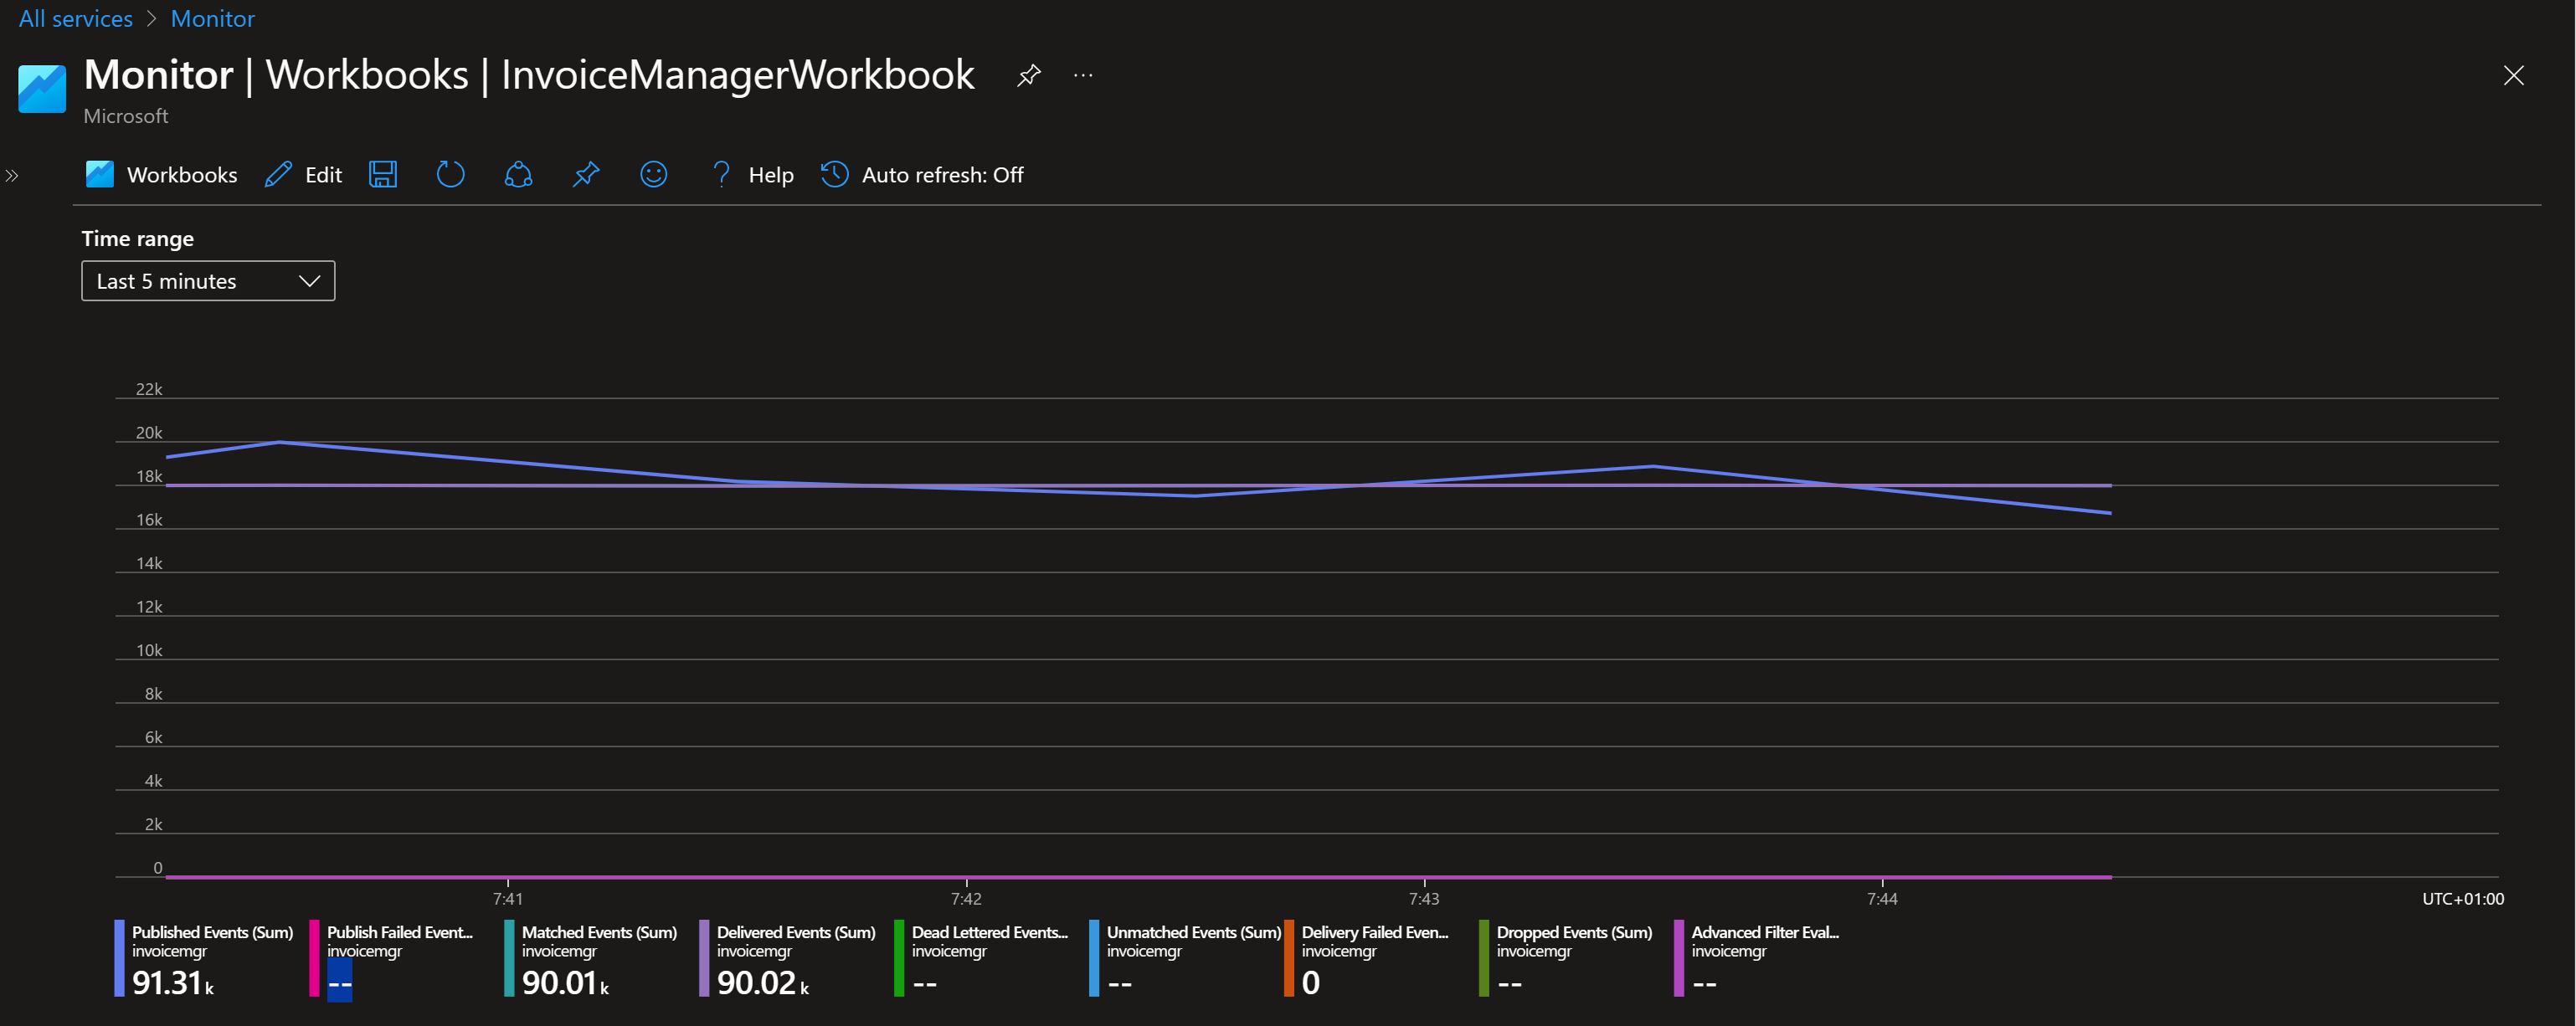 All services > Monitor
Monitor | Workbooks | InvoiceManagerWorkbook
Microsoft
Workbooks Edit Help Auto refresh: Off
Time range
Last 5 minutes
22k
20k
18k
16k
14k
12k
10k
8k
6k
4k
2k
0
7:41 7:42 7:43 7:44 UTC+01:00
Published Events (Sum) Publish Failed Event... Matched Events (Sum) Delivered Events (Sum) Dead Lettered Events... Unmatched Events (Sum) Delivery Failed Even... Dropped Events (Sum) Advanced Filter Eval...
invoicemgr invoicemgr invoicemgr invoicemgr invoicemgr invoicemgr invoicemgr invoicemgr invoicemgr
91.31 k -- 90.01 k 90.02 k -- -- 0 -- --